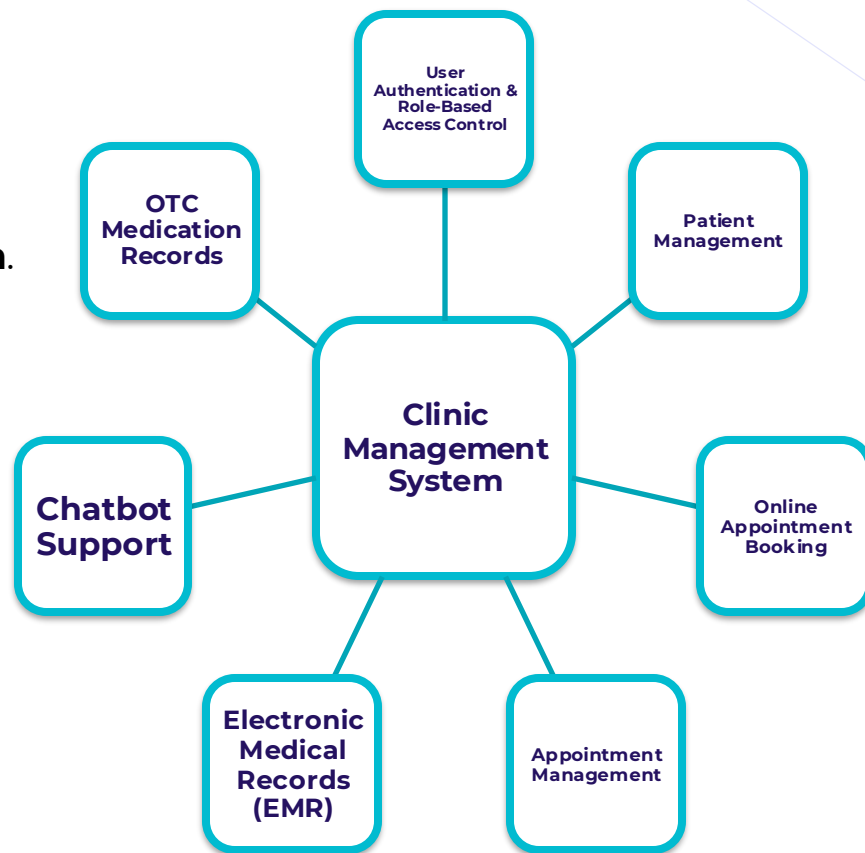 User
Authentication &
Role-Based
Access Control
OTC
Medication
Records
Patient
Management
.
Clinic
Management
System
Chatbot
Support
Online
Appointment
Booking
Electronic
Medical
Records
(EMR)
Appointment
Management